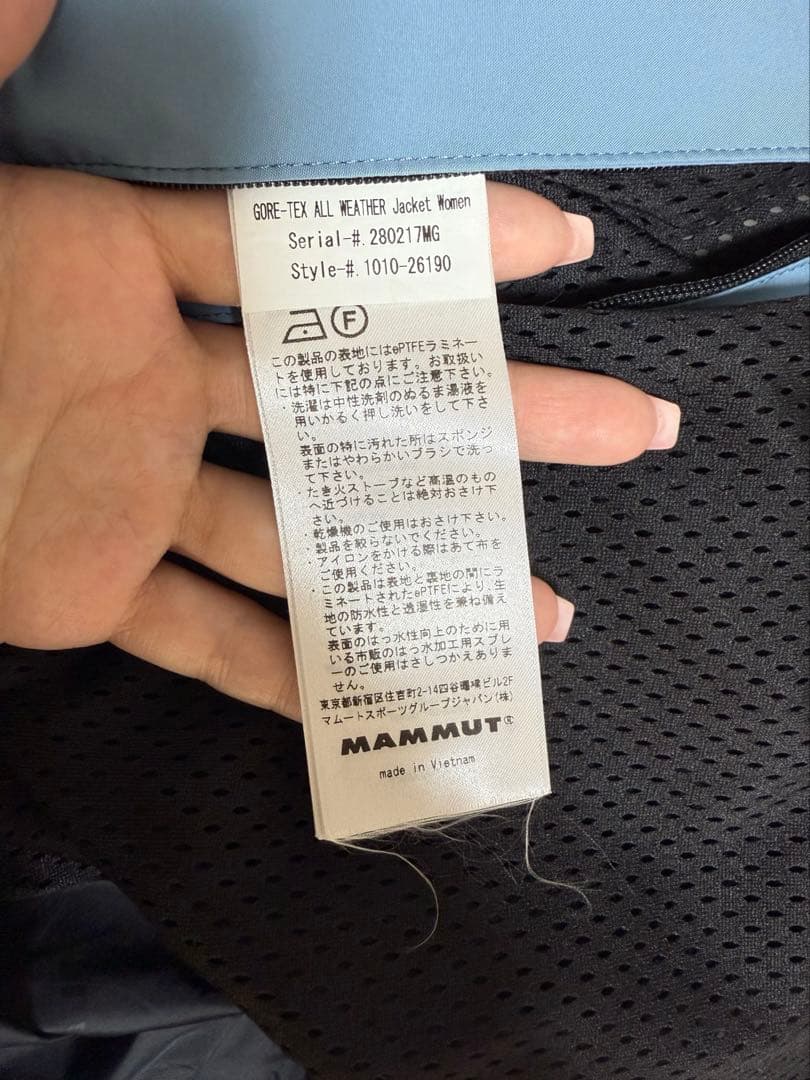 GORE-TEX ALL WEATHER Jacket Women
Serial-#. 280217MG
Style-#. 1010-26190
F
この製品の表地にはePTFEラミネー
トを使用しております。お取扱い
には特に下記の点にご注意下さい。
・洗濯は中性洗剤のぬるま湯液を
用いかるく押し洗いをして下さ
い。
表面の特に汚れた所はスポンジ
またはやわらかいブラシで洗っ
て下さい。
・たき火ストーブなど高温のもの
へ近づけることは絶対おさけ下
さい。
・乾燥機のご使用はおさけ下さい。
・製品を絞らないでください。
・アイロンをかける際はあて布を
ご使用ください。
・この製品は表地と裏地の間にラ
ミネートされたePTFEにより、生
地の防水性と透湿性を兼ね備え
ています。
表面のはっ水性向上のために用
いる市販のはっ水加工用スプレ
ーのご使用はさしつかえありま
せん。
東京都新宿区住吉町2-14四谷曙橋ビル2F
マムートスポーツグループジャパン(株)
MAMMUT®
made in Vietnam